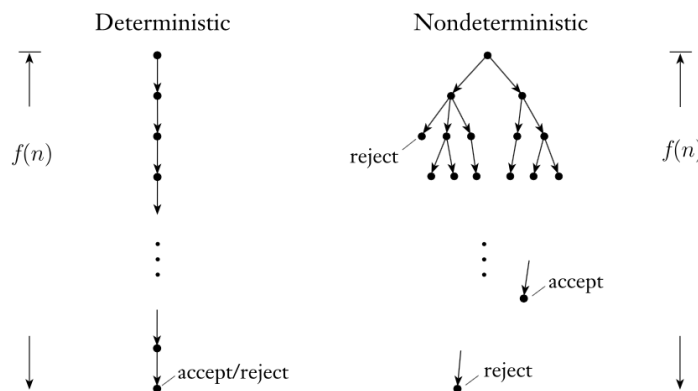 Deterministic
Nondeterministic
f(n)
reject
f(n)
accept
accept/reject
reject